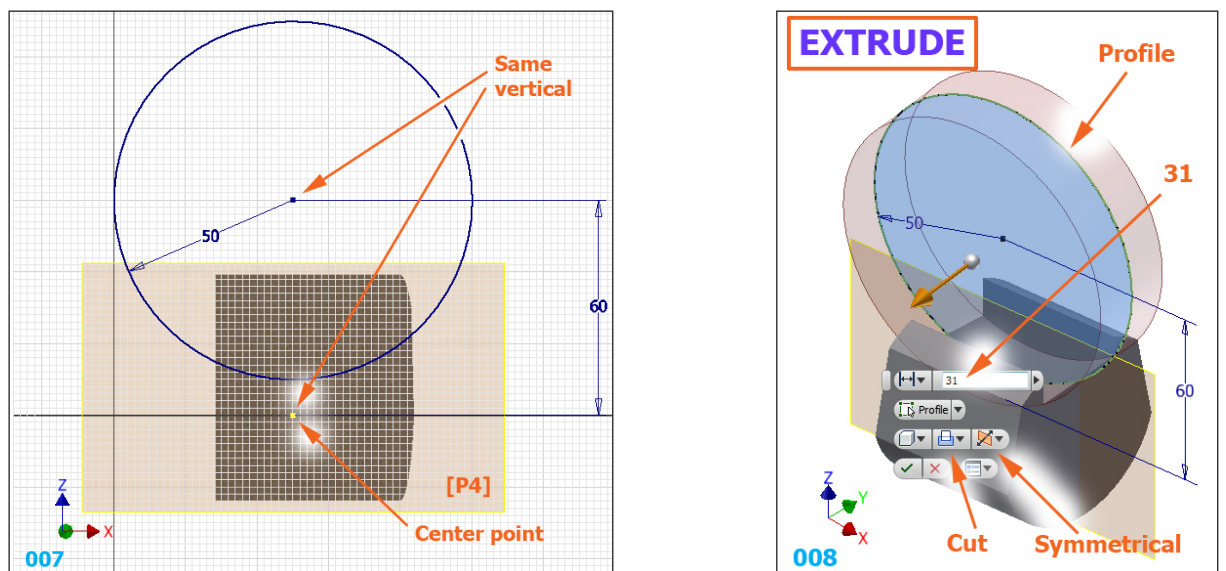 Same
vertical
50
60
[P4]
Z
X
Center point
007
EXTRUDE
Profile
31
50
31
Profile
60
Z
Y
X
Cut
Symmetrical
008